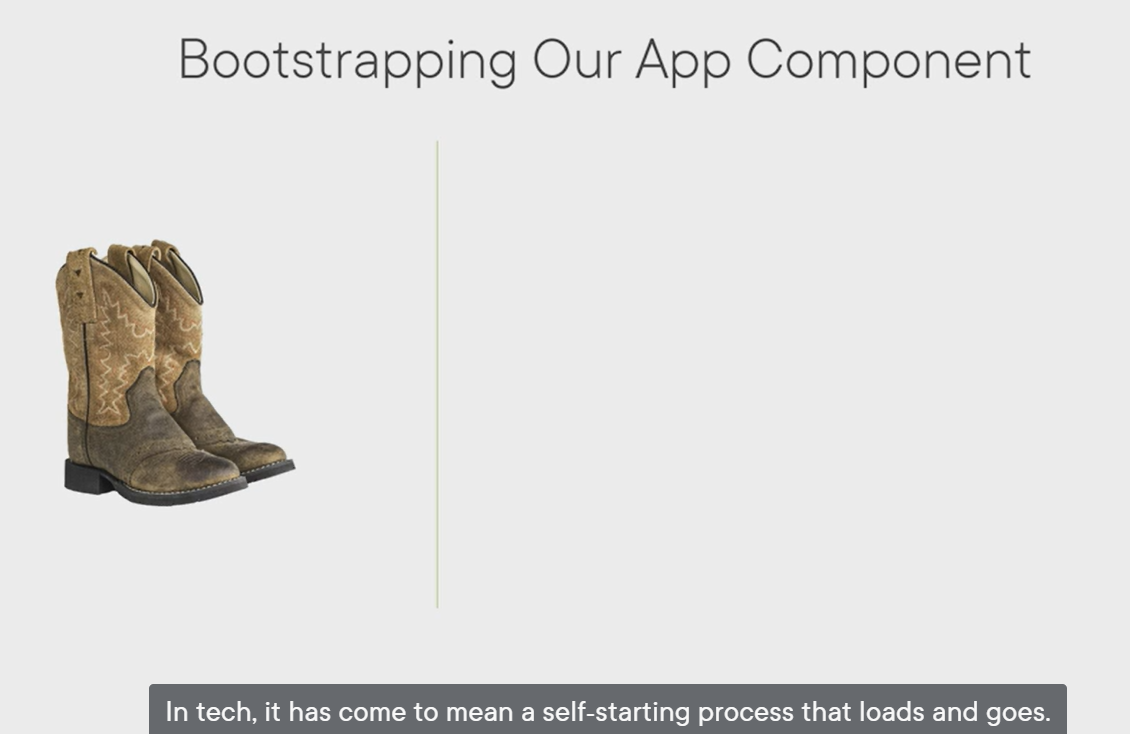 Bootstrapping Our App Component
In tech, it has come to mean a self-starting process that loads and goes.